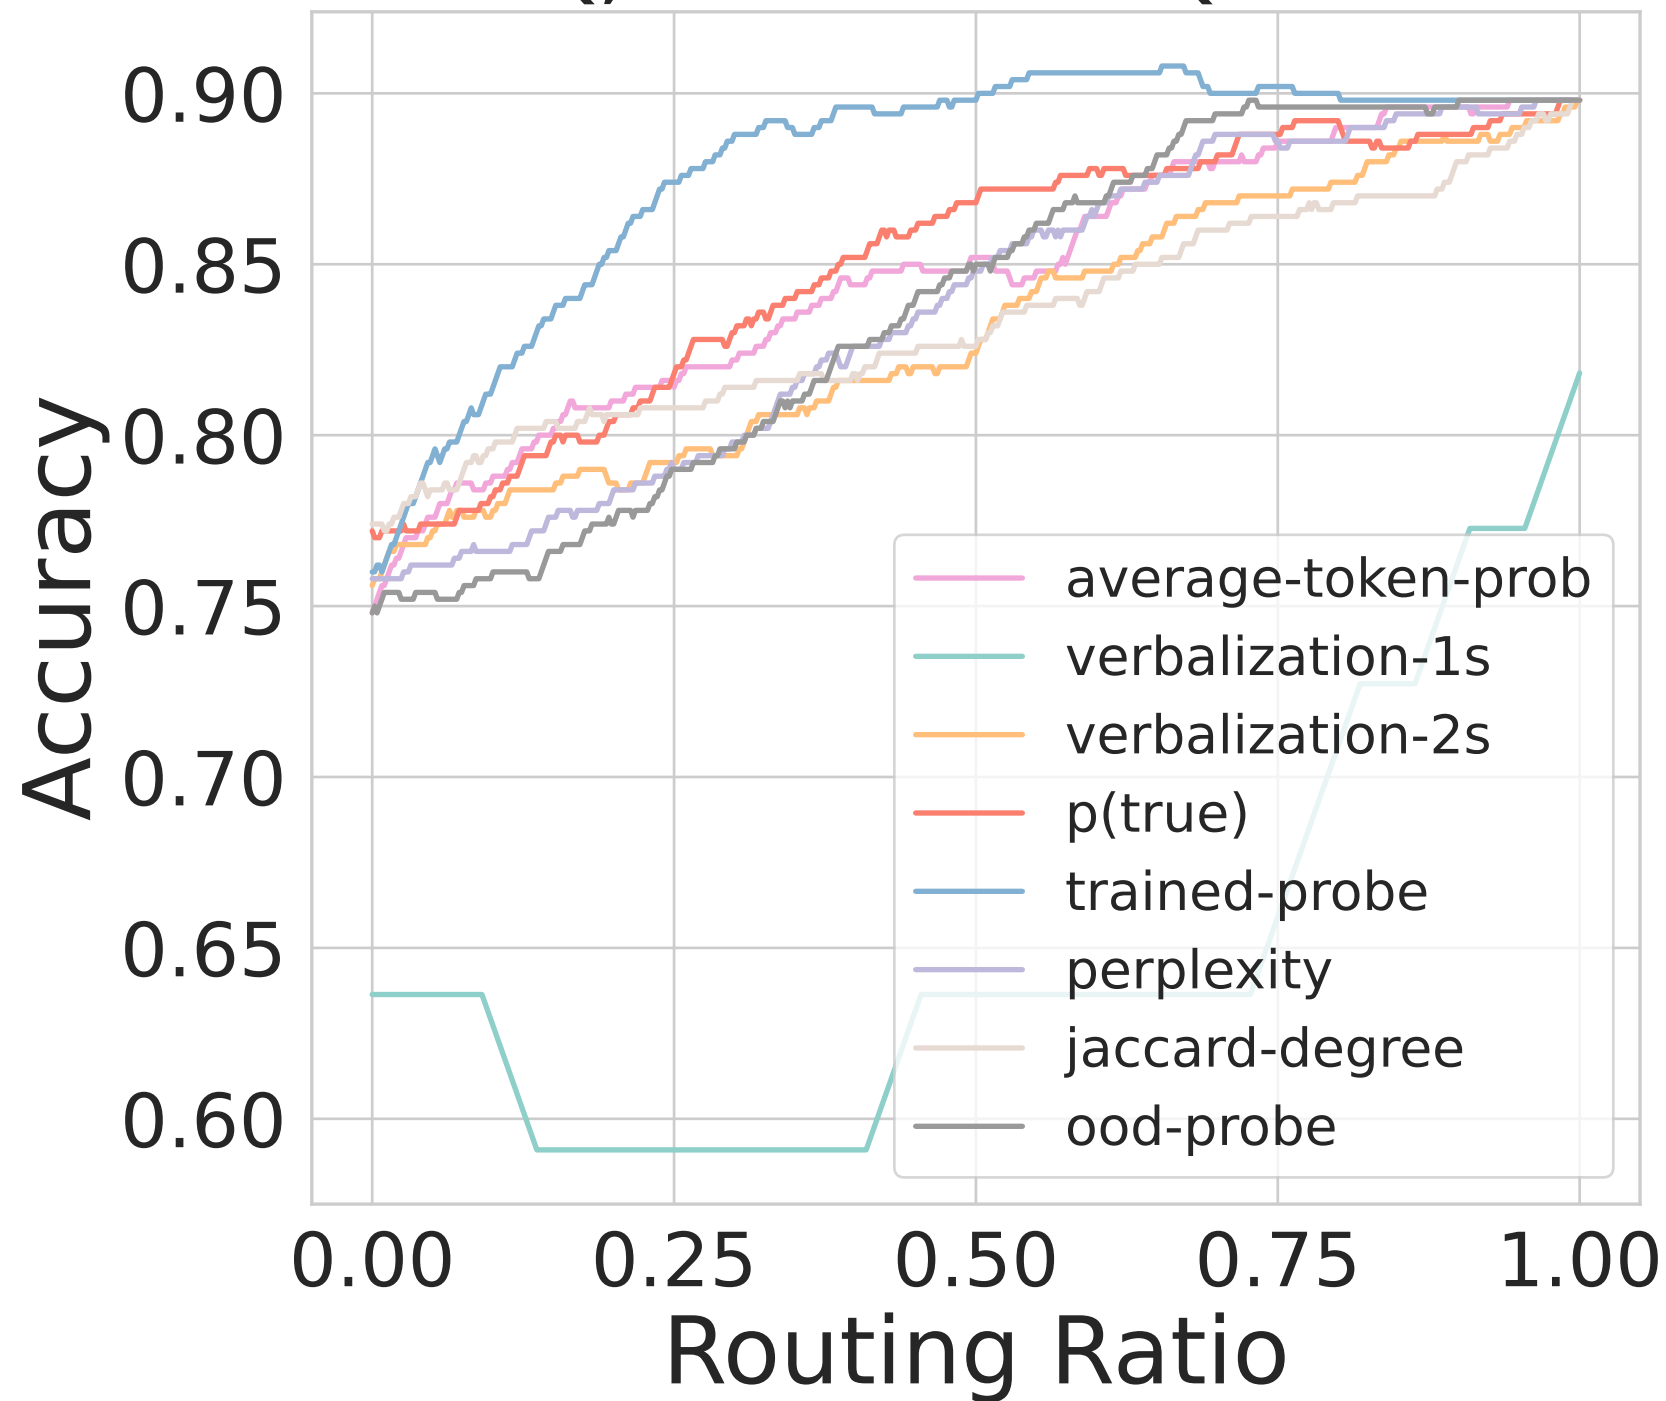 Accuracy
0.90
0.85
0.80
0.75
0.70
0.65
0.60
average-token-prob
verbalization-1s
verbalization-2s
p(true)
trained-probe
perplexity
jaccard-degree
ood-probe
0.00 0.25 0.50 0.75 1.00
Routing Ratio